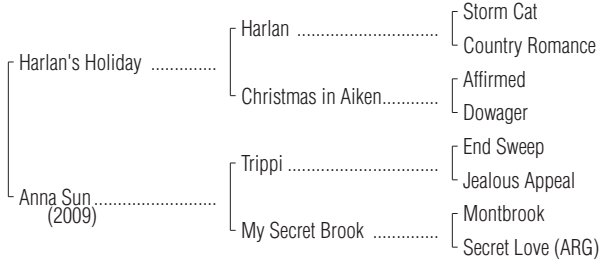 Storm Cat
Harlan ..................................
Country Romance
Harlan's Holiday ...............
Affirmed
Christmas in Aiken.............
Dowager
End Sweep
Trippi ....................................
Jealous Appeal
Anna Sun............................
(2009)
Montbrook
My Secret Brook ...............
Secret Love (ARG)